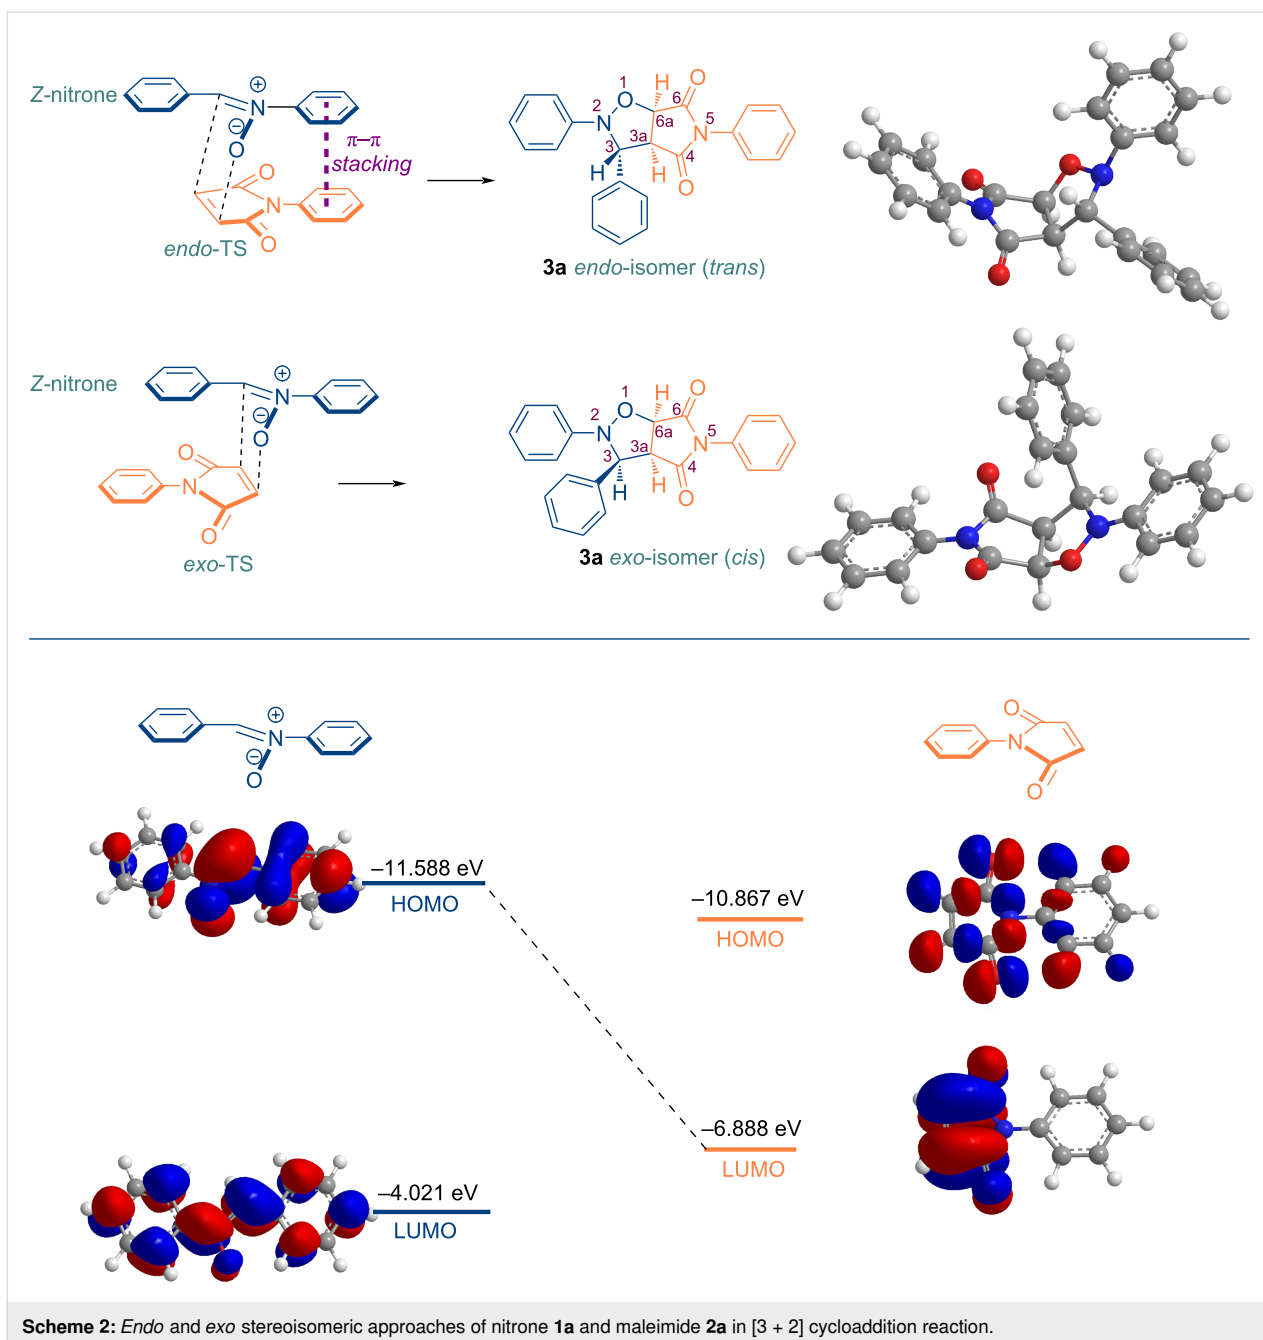 Z-nitrone
⊕
N
⊖
O
π–π
stacking
O
N
O
endo-TS
1
O
H
O
6
2
N
6a
N
5
3a
3
H
H
4
O
3a endo-isomer (trans)
Z-nitrone
⊕
N
⊖
O
O
N
O
exo-TS
1
O
H
O
6
2
N
6a
N
5
3a
3
H
H
4
O
3a exo-isomer (cis)
⊕
N
⊖
O
O
N
O
–11.588 eV
HOMO
–10.867 eV
HOMO
–6.888 eV
LUMO
–4.021 eV
LUMO
Scheme 2: Endo and exo stereoisomeric approaches of nitrone 1a and maleimide 2a in [3 + 2] cycloaddition reaction.